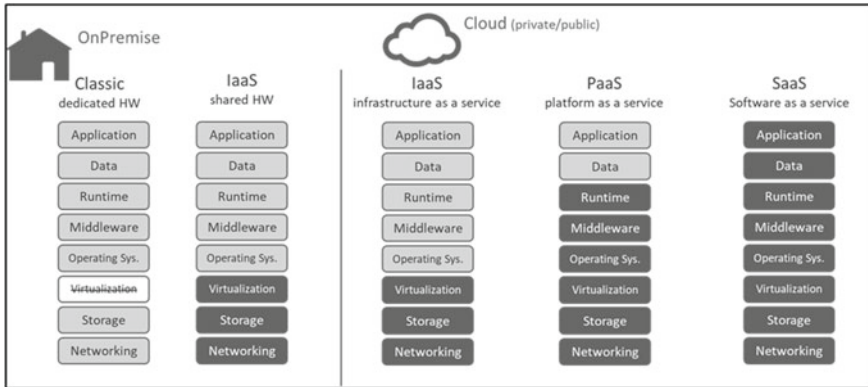 OnPremise
Cloud (private/public)
Classic
dedicated HW
Application
Data
Runtime
Middleware
Operating Sys.
Virtualization
Storage
Networking
IaaS
shared HW
Application
Data
Runtime
Middleware
Operating Sys.
Virtualization
Storage
Networking
IaaS
infrastructure as a service
Application
Data
Runtime
Middleware
Operating Sys.
Virtualization
Storage
Networking
PaaS
platform as a service
Application
Data
Runtime
Middleware
Operating Sys.
Virtualization
Storage
Networking
SaaS
Software as a service
Application
Data
Runtime
Middleware
Operating Sys.
Virtualization
Storage
Networking